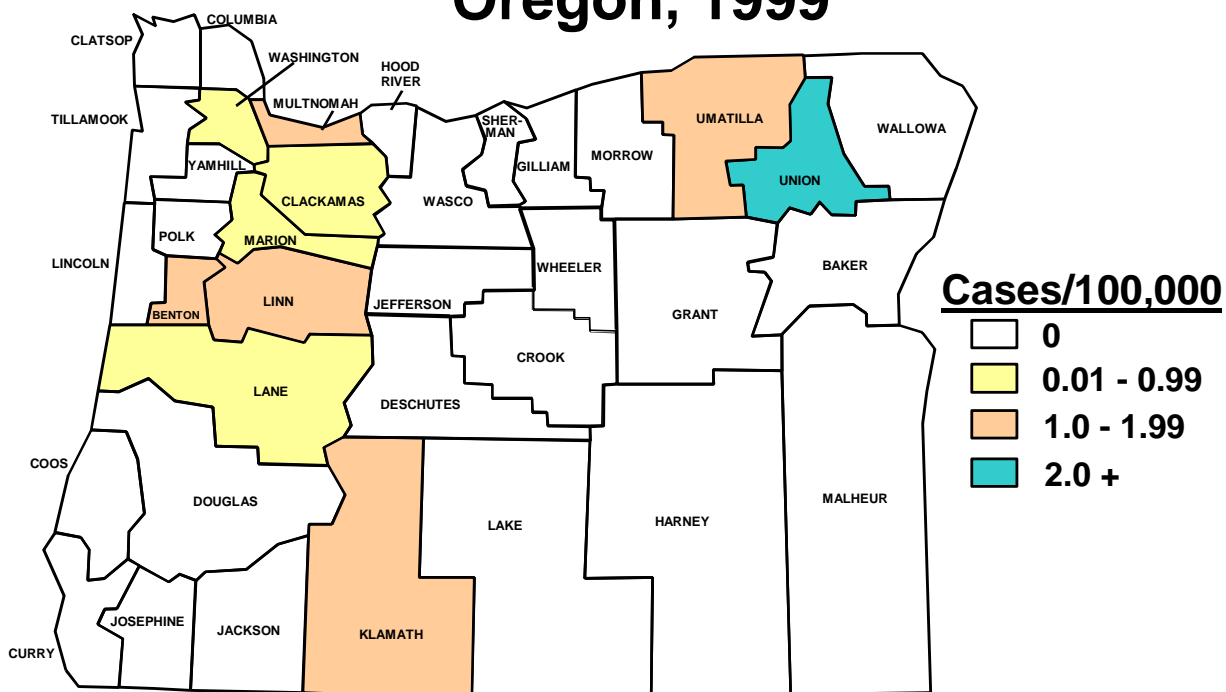 Oregon, 1999
COLUMBIA
CLATSOP
WASHINGTON
HOOD
RIVER
MULTNOMAH
TILLAMOOK
SHER-
MAN
UMATILLA
WALLOWA
YAMHILL
GILLIAM
MORROW
UNION
CLACKAMAS
WASCO
POLK
MARION
LINCOLN
WHEELER
BAKER
BENTON
LINN
JEFFERSON
GRANT
CROOK
LANE
DESCHUTES
COOS
DOUGLAS
LAKE
HARNEY
MALHEUR
JOSEPHINE
JACKSON
KLAMATH
CURRY
Cases/100,000
0
0.01 - 0.99
1.0 - 1.99
2.0 +